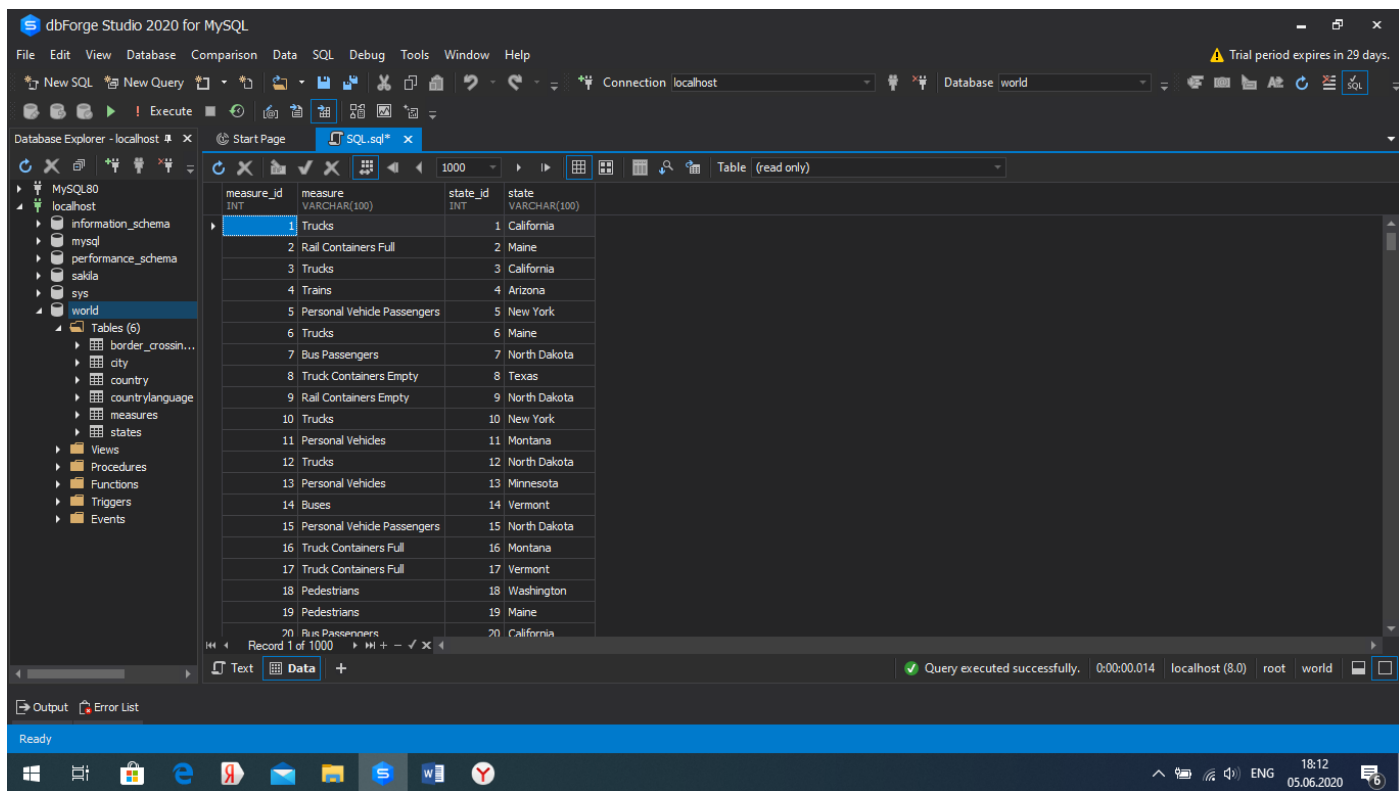 dbForge Studio 2020 for MySQL
File Edit View Database Comparison Data SQL Debug Tools Window Help
Trial period expires in 29 days.
New SQL New Query Connection localhost Database world
Execute
Database Explorer - localhost
Start Page SQL.sql*
1000 Table (read only)
MySQL80
localhost
information_schema
mysql
performance_schema
sakila
sys
world
Tables (6)
border_crossin...
city
country
countrylanguage
measures
states
Views
Procedures
Functions
Triggers
Events
measure_id measure state_id state
INT VARCHAR(100) INT VARCHAR(100)
1 Trucks 1 California
2 Rail Containers Full 2 Maine
3 Trucks 3 California
4 Trains 4 Arizona
5 Personal Vehicle Passengers 5 New York
6 Trucks 6 Maine
7 Bus Passengers 7 North Dakota
8 Truck Containers Empty 8 Texas
9 Rail Containers Empty 9 North Dakota
10 Trucks 10 New York
11 Personal Vehicles 11 Montana
12 Trucks 12 North Dakota
13 Personal Vehicles 13 Minnesota
14 Buses 14 Vermont
15 Personal Vehicle Passengers 15 North Dakota
16 Truck Containers Full 16 Montana
17 Truck Containers Full 17 Vermont
18 Pedestrians 18 Washington
19 Pedestrians 19 Maine
20 Bus Passengers 20 California
Record 1 of 1000
Text Data
Query executed successfully. 0:00:00.014 localhost (8.0) root world
Output Error List
Ready
ENG
18:12
05.06.2020
6